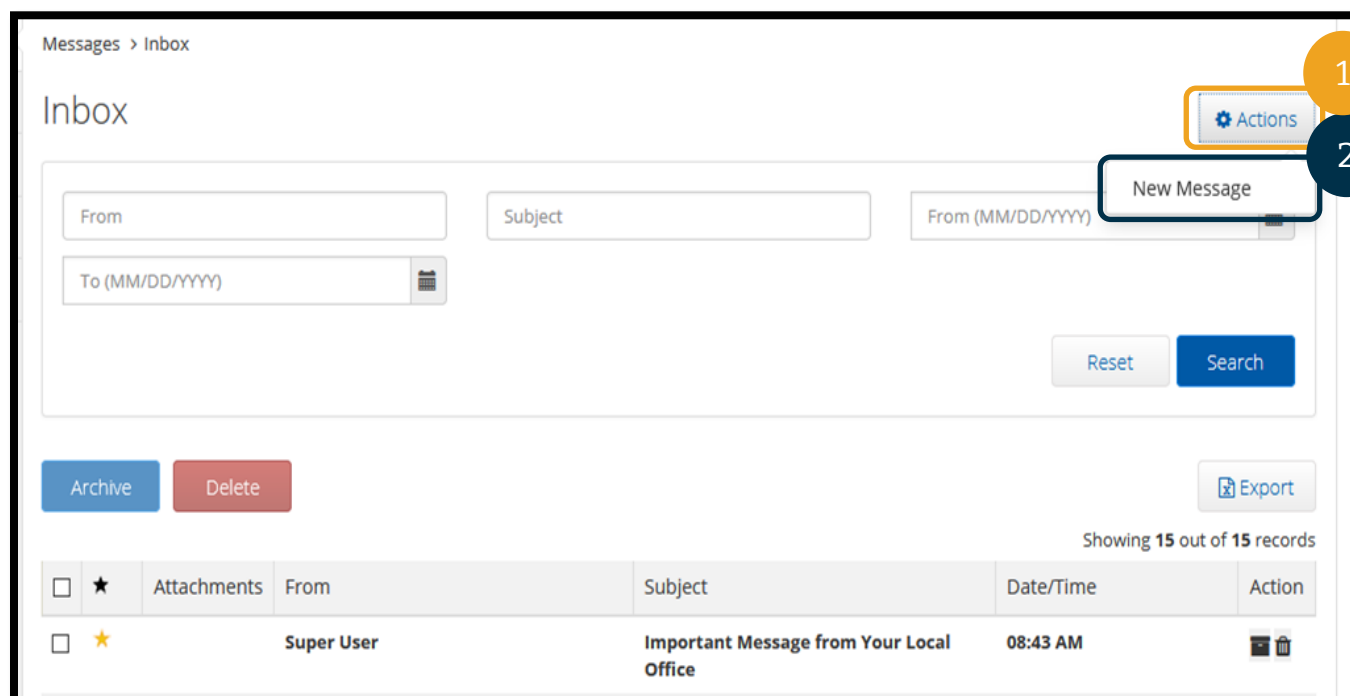 Messages > Inbox
1
Inbox
Actions
2
New Message
From
Subject
From (MM/DD/YYYY)
To (MM/DD/YYYY)
Reset
Search
Archive
Delete
Export
Showing 15 out of 15 records
Attachments From Subject Date/Time Action
Super User Important Message from Your Local 08:43 AM
Office